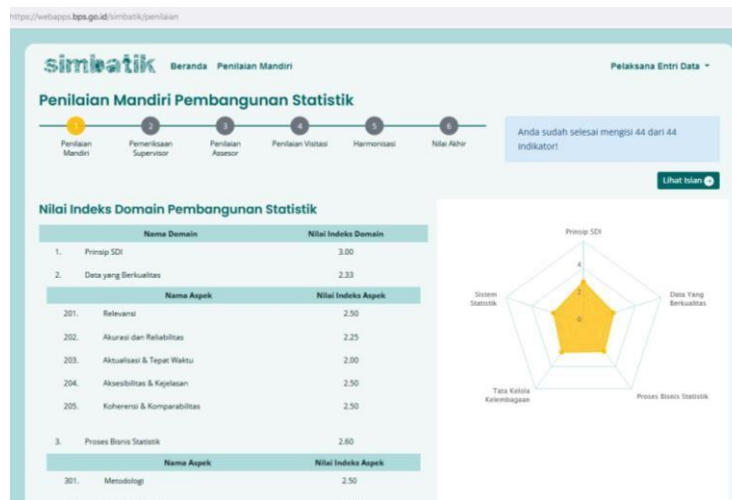 https://webapps.bps.go.id/simbatik/penilaian
simbatik Beranda Penilaian Mandiri Pelaksana Entri Data
Penilaian Mandiri Pembangunan Statistik
1 2 3 4 5 6
Penilaian Mandiri
Pemeriksaan Supervisor
Penilaian Assesor
Penilaian Visitasi
Harmonisasi
Nilai Akhir
Anda sudah selesai mengisi 44 dari 44
Indikator!
Lihat Isian
Nilai Indeks Domain Pembangunan Statistik
Nama Domain Nilai Indeks Domain
1. Prinsip SDI 3.00
2. Data yang Berkualitas 2.33
Nama Aspek Nilai Indeks Aspek
201. Relevansi 2.50
202. Akurasi dan Reliabilitas 2.25
203. Aktualisasi & Tepat Waktu 2.00
204. Aksesibilitas & Kejelasan 2.50
205. Koherensi & Komparabilitas 2.50
3. Proses Bisnis Statistik 2.60
Nama Aspek Nilai Indeks Aspek
301. Metodologi 2.50
Prinsip SDI
4
2
0
Sistem
Statistik
Data Yang
Berkualitas
Tata Kelola
Kelembagaan
Proses Bisnis Statistik